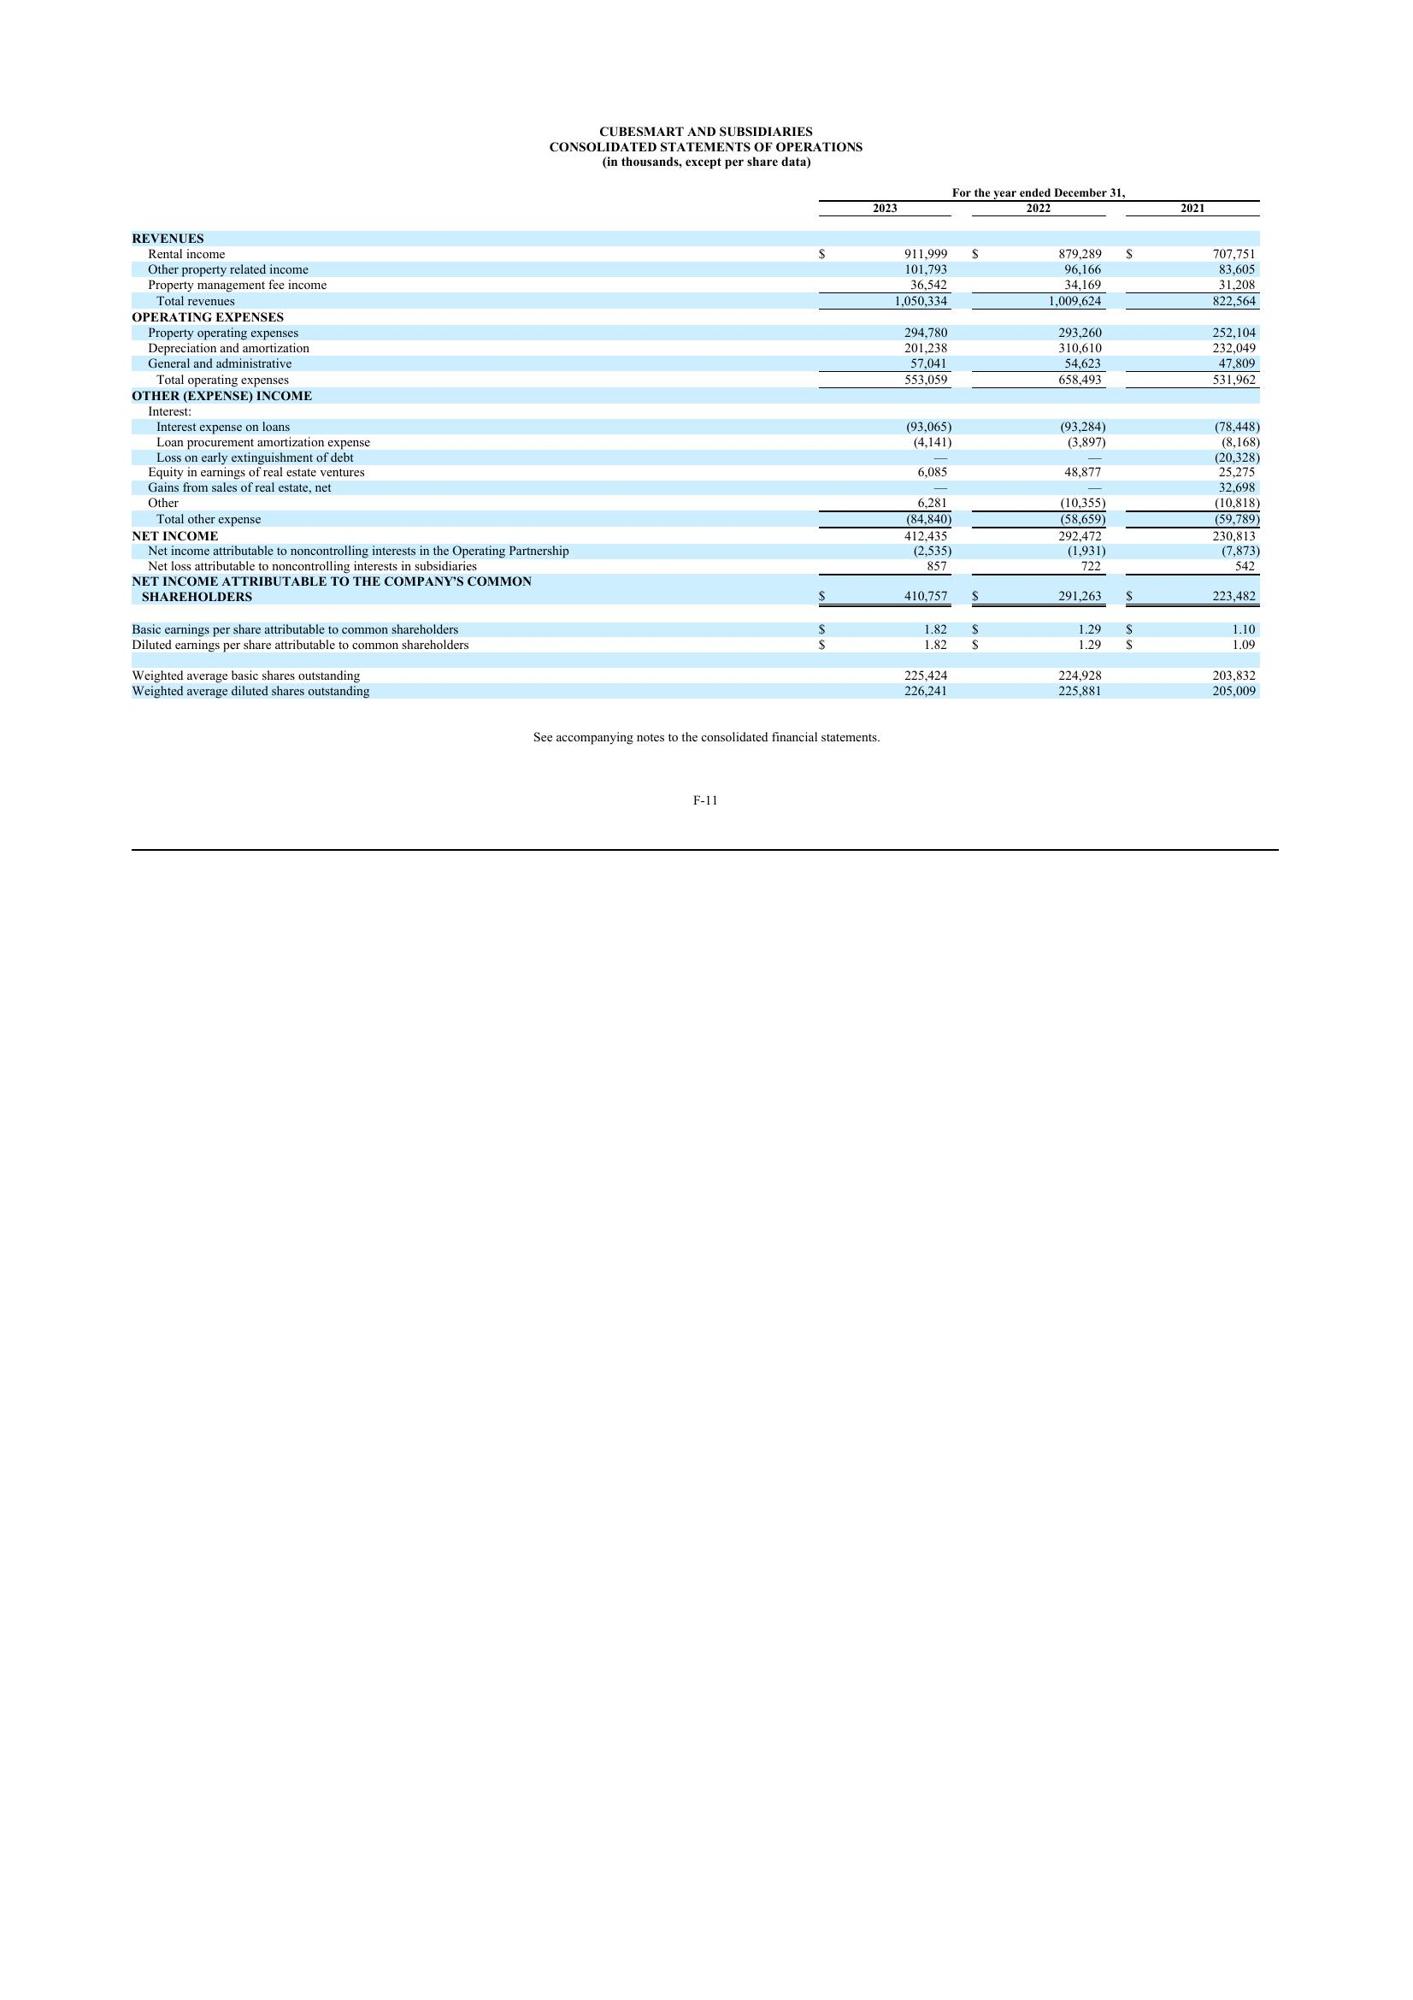 CUBESMART AND SUBSIDIARIES
CONSOLIDATED STATEMENTS OF OPERATIONS
(in thousands, except per share data)
For the year ended December 31,
2023 2022 2021
REVENUES
Rental income $ 911,999 $ 879,289 $ 707,751
Other property related income 101,793 96,166 83,605
Property management fee income 36,542 34,169 31,208
Total revenues 1,050,334 1,009,624 822,564
OPERATING EXPENSES
Property operating expenses 294,780 293,260 252,104
Depreciation and amortization 201,238 310,610 232,049
General and administrative 57,041 54,623 47,809
Total operating expenses 553,059 658,493 531,962
OTHER (EXPENSE) INCOME
Interest:
Interest expense on loans (93,065) (93,284) (78,448)
Loan procurement amortization expense (4,141) (3,897) (8,168)
Loss on early extinguishment of debt — — (20,328)
Equity in earnings of real estate ventures 6,085 48,877 25,275
Gains from sales of real estate, net — — 32,698
Other 6,281 (10,355) (10,818)
Total other expense (84,840) (58,659) (59,789)
NET INCOME 412,435 292,472 230,813
Net income attributable to noncontrolling interests in the Operating Partnership (2,535) (1,931) (7,873)
Net loss attributable to noncontrolling interests in subsidiaries 857 722 542
NET INCOME ATTRIBUTABLE TO THE COMPANY'S COMMON
SHAREHOLDERS $ 410,757 $ 291,263 $ 223,482
Basic earnings per share attributable to common shareholders $ 1.82 $ 1.29 $ 1.10
Diluted earnings per share attributable to common shareholders $ 1.82 $ 1.29 $ 1.09
Weighted average basic shares outstanding 225,424 224,928 203,832
Weighted average diluted shares outstanding 226,241 225,881 205,009
See accompanying notes to the consolidated financial statements.
F-11